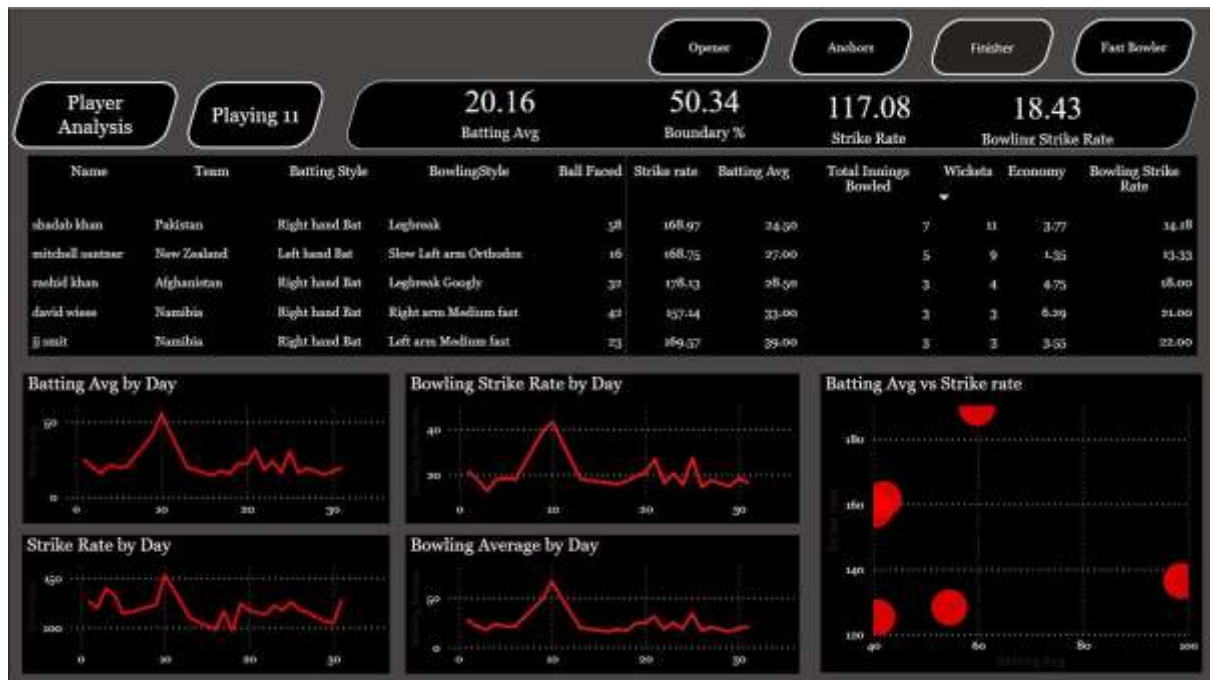 Opener Anchors Finisher Fast Bowler
Player Analysis
Playing 11
20.16 50.34 117.08 18.43
Batting Avg Boundary % Strike Rate Bowling Strike Rate
Name Team Batting Style BowlingStyle Ball Faced Strike rate Batting Avg Total Innings Bowled Wickets Economy Bowling Strike Rate
shadab khan Pakistan Right hand Bat Legbreak 58 168.97 24.50 7 11 3.77 14.18
mitchell santner New Zealand Left hand Bat Slow Left arm Orthodox 16 168.75 27.00 5 9 1.35 13.33
rashid khan Afghanistan Right hand Bat Legbreak Googly 32 178.13 28.50 3 4 4.75 18.00
david wiese Namibia Right hand Bat Right arm Medium fast 42 157.14 33.00 3 3 6.29 21.00
jj smit Namibia Right hand Bat Left arm Medium fast 23 169.57 39.00 3 3 3.55 22.00
Batting Avg by Day
50
0
0 10 20 30
Bowling Strike Rate by Day
40
20
0 10 20 30
Batting Avg vs Strike rate
180
160
140
120
40 60 80 100
Batting Avg
Strike Rate by Day
150
100
0 10 20 30
Bowling Average by Day
50
0
0 10 20 30